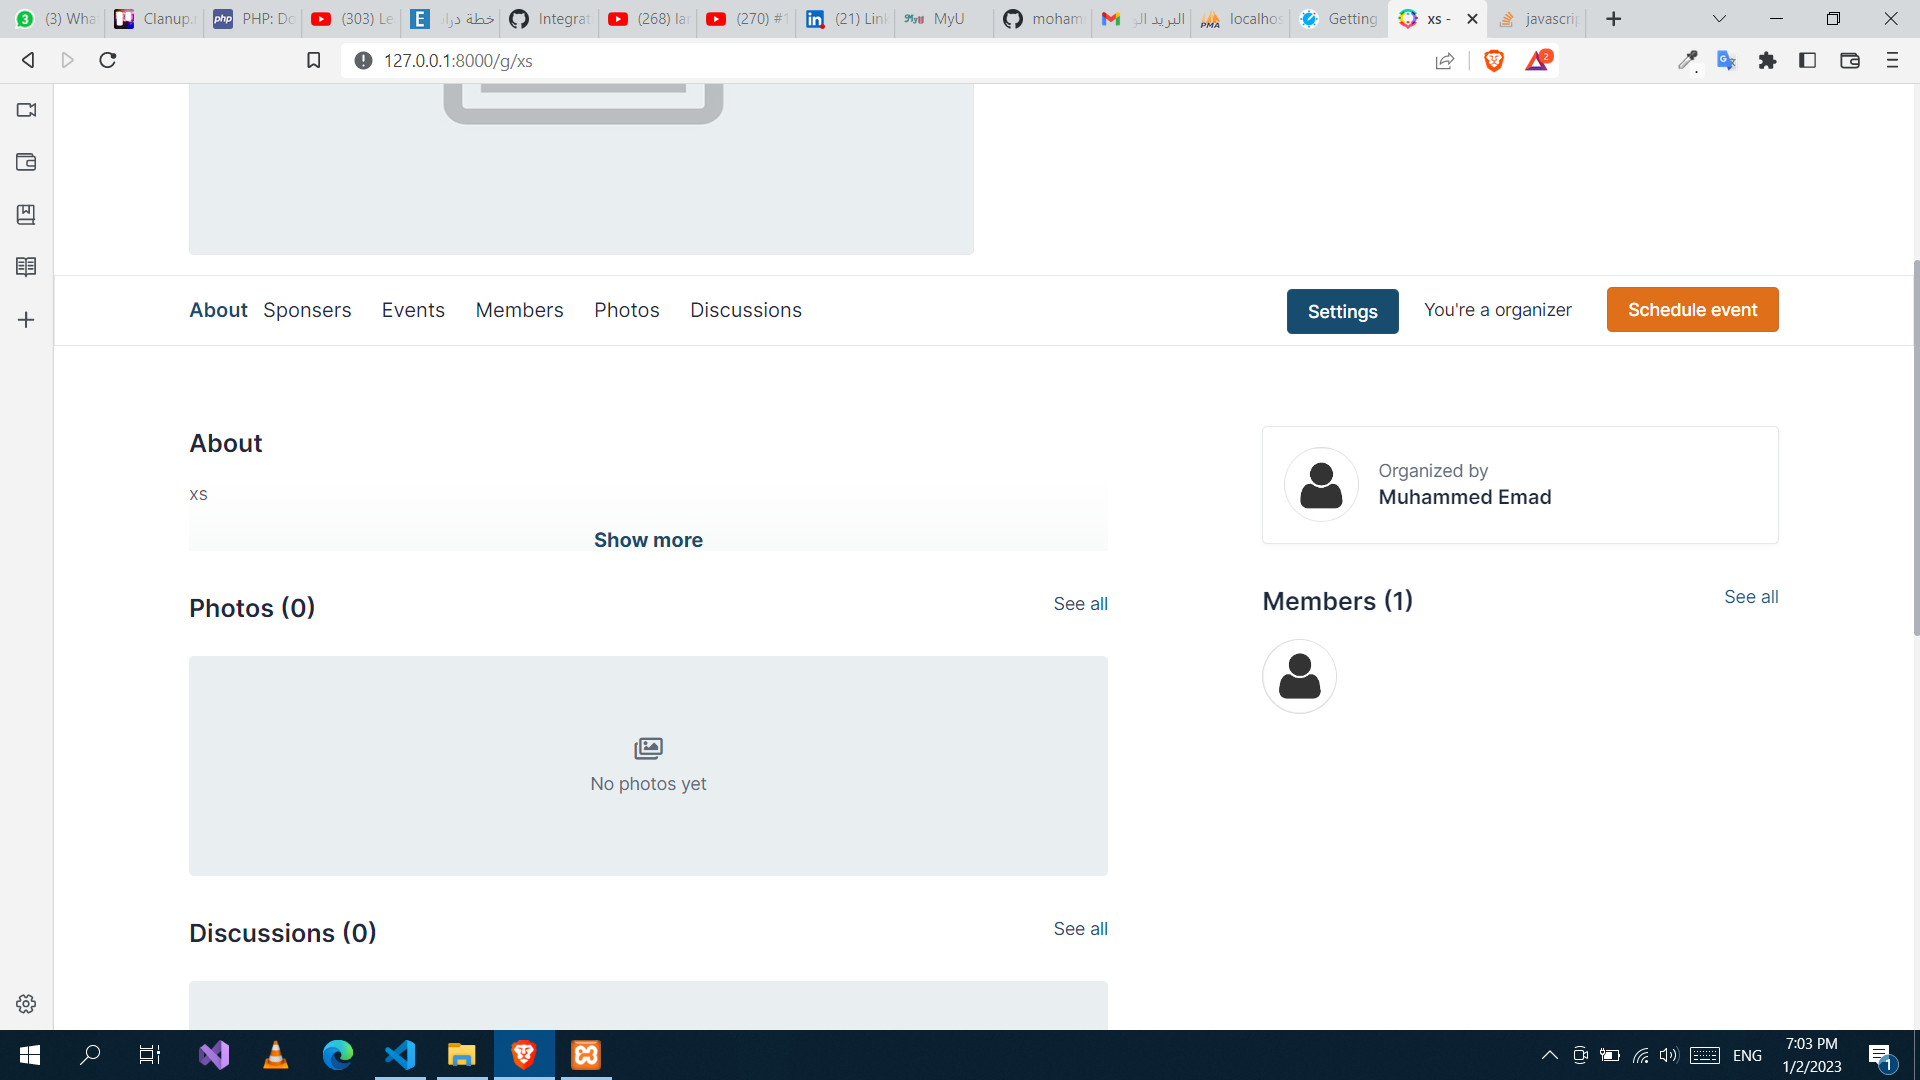 (3) Wha
Clanup.
PHP: Do
(303) Le
خطة درا
Integrat
(268) lar
(270) #1
(21) Link
MyU
moham
البريد الو
localhos
Getting
xs -
javascrip
127.0.0.1:8000/g/xs
2
About
Sponsers
Events
Members
Photos
Discussions
Settings
You're a organizer
Schedule event
About
xs
Show more
Organized by
Muhammed Emad
Photos (0)
See all
Members (1)
See all
No photos yet
Discussions (0)
See all
ENG
7:03 PM
1/2/2023
1